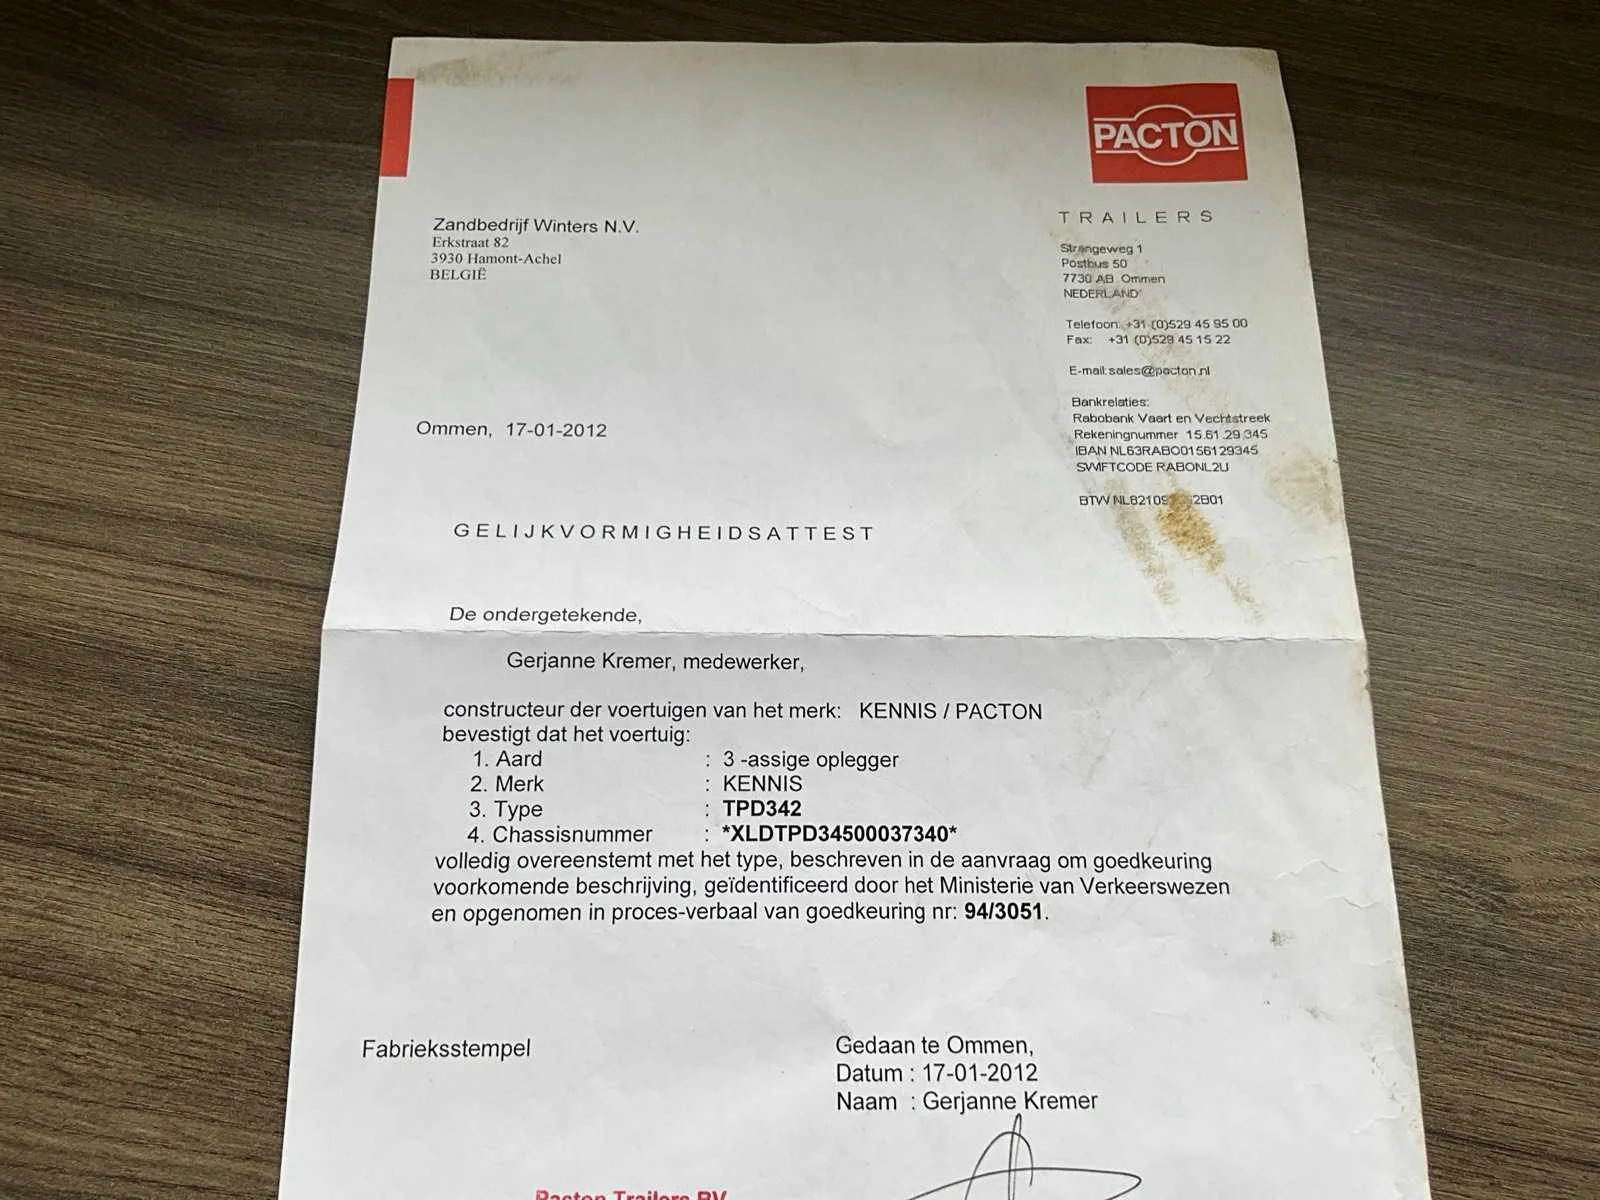 PACTON
TRAILERS
Zandbedrijf Winters N.V.
Erkstraat 82
3930 Hamont-Achel
BELGIË
Strangeweg 1
Postbus 50
7730 AB Ommen
NEDERLAND
Telefoon: +31 (0)529 45 95 00
Fax: +31 (0)529 45 15 22
E-mail: sales@pacton.nl
Bankrelaties:
Rabobank Vaart en Vechtstreek
Rekeningnummer 15.61.29.345
IBAN NL63RABO0156129345
SWIFTCODE RABONL2U
BTW
Ommen, 17-01-2012
GELIJKVORMIGHEIDSATTEST
De ondergetekende,
Gerjanne Kremer, medewerker,
constructeur der voertuigen van het merk: KENNIS / PACTON
bevestigt dat het voertuig:
1. Aard : 3 -assige oplegger
2. Merk : KENNIS
3. Type : TPD342
4. Chassisnummer : *XLDTPD34500037340*
volledig overeenstemt met het type, beschreven in de aanvraag om goedkeuring
voorkomende beschrijving, geïdentificeerd door het Ministerie van Verkeerswezen
en opgenomen in proces-verbaal van goedkeuring nr: 94/3051.
Fabrieksstempel
Gedaan te Ommen,
Datum : 17-01-2012
Naam : Gerjanne Kremer
Pacton Trailers BV